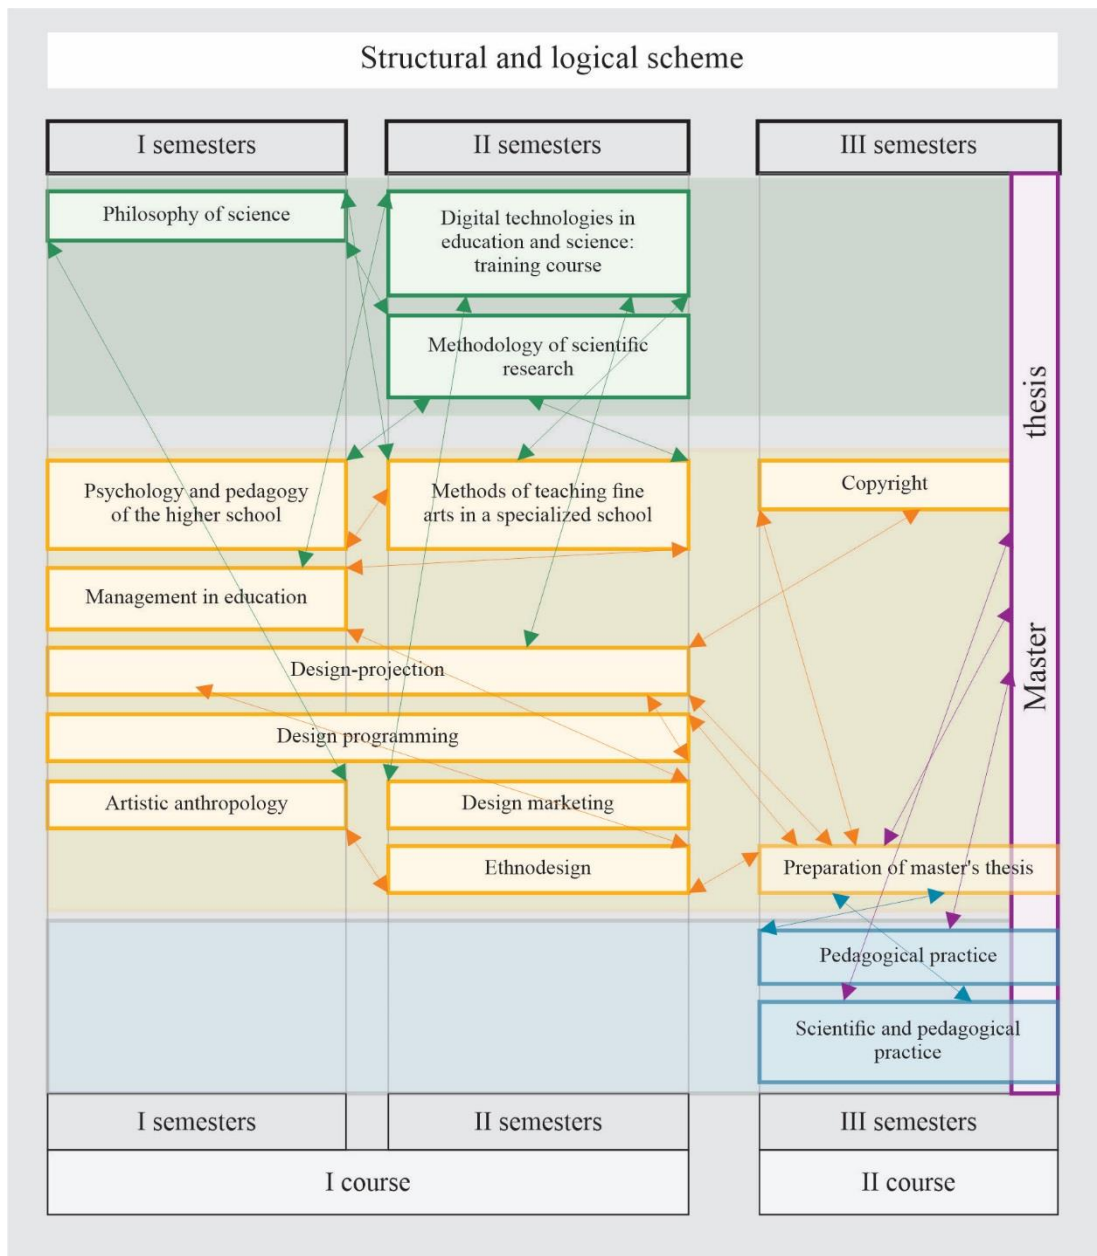 Structural and logical scheme
I semesters
II semesters
III semesters
Philosophy of science
Digital technologies in
education and science:
training course
Methodology of scientific
research
Psychology and pedagogy
of the higher school
Methods of teaching fine
arts in a specialized school
Copyright
Management in education
Design-projection
Design programming
Artistic anthropology
Design marketing
Ethnodesign
Preparation of master's thesis
Pedagogical practice
Scientific and pedagogical
practice
Master thesis
I semesters
II semesters
III semesters
I course
II course